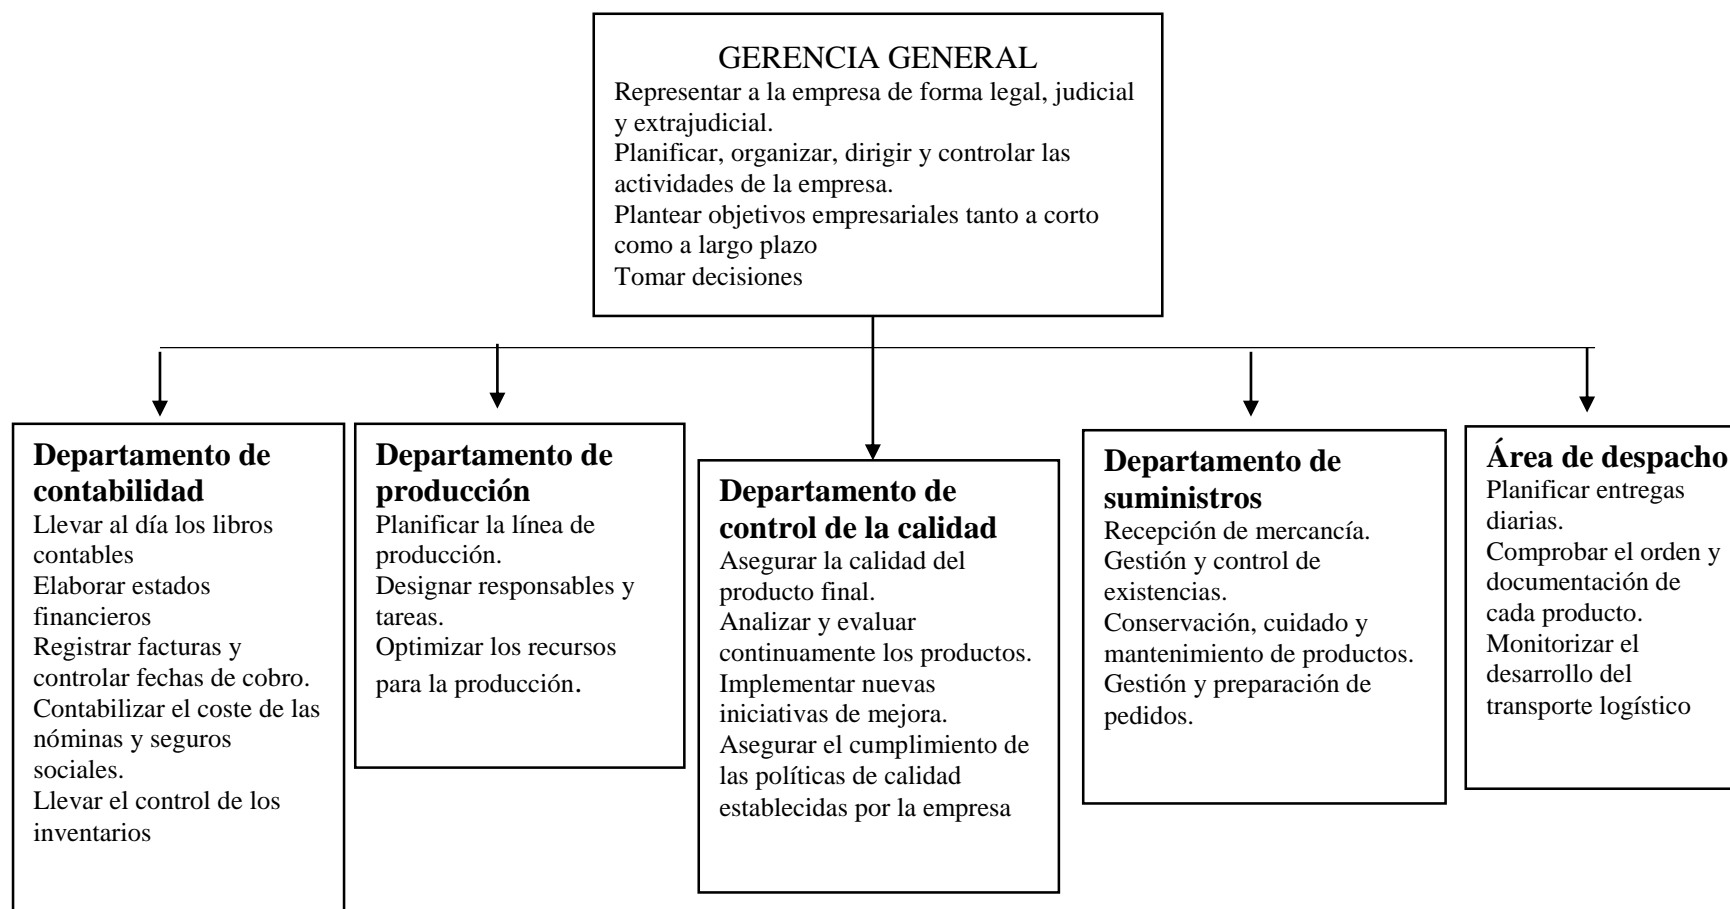 GERENCIA GENERAL
Representar a la empresa de forma legal, judicial
y extrajudicial.
Planificar, organizar, dirigir y controlar las
actividades de la empresa.
Plantear objetivos empresariales tanto a corto
como a largo plazo
Tomar decisiones
Departamento de
contabilidad
Llevar al día los libros
contables
Elaborar estados
financieros
Registrar facturas y
controlar fechas de cobro.
Contabilizar el coste de las
nóminas y seguros
sociales.
Llevar el control de los
inventarios
Departamento de
producción
Planificar la línea de
producción.
Designar responsables y
tareas.
Optimizar los recursos
para la producción.
Departamento de
control de la calidad
Asegurar la calidad del
producto final.
Analizar y evaluar
continuamente los productos.
Implementar nuevas
iniciativas de mejora.
Asegurar el cumplimiento de
las políticas de calidad
establecidas por la empresa
Departamento de
suministros
Recepción de mercancía.
Gestión y control de
existencias.
Conservación, cuidado y
mantenimiento de productos.
Gestión y preparación de
pedidos.
Área de despacho
Planificar entregas
diarias.
Comprobar el orden y
documentación de
cada producto.
Monitorizar el
desarrollo del
transporte logístico